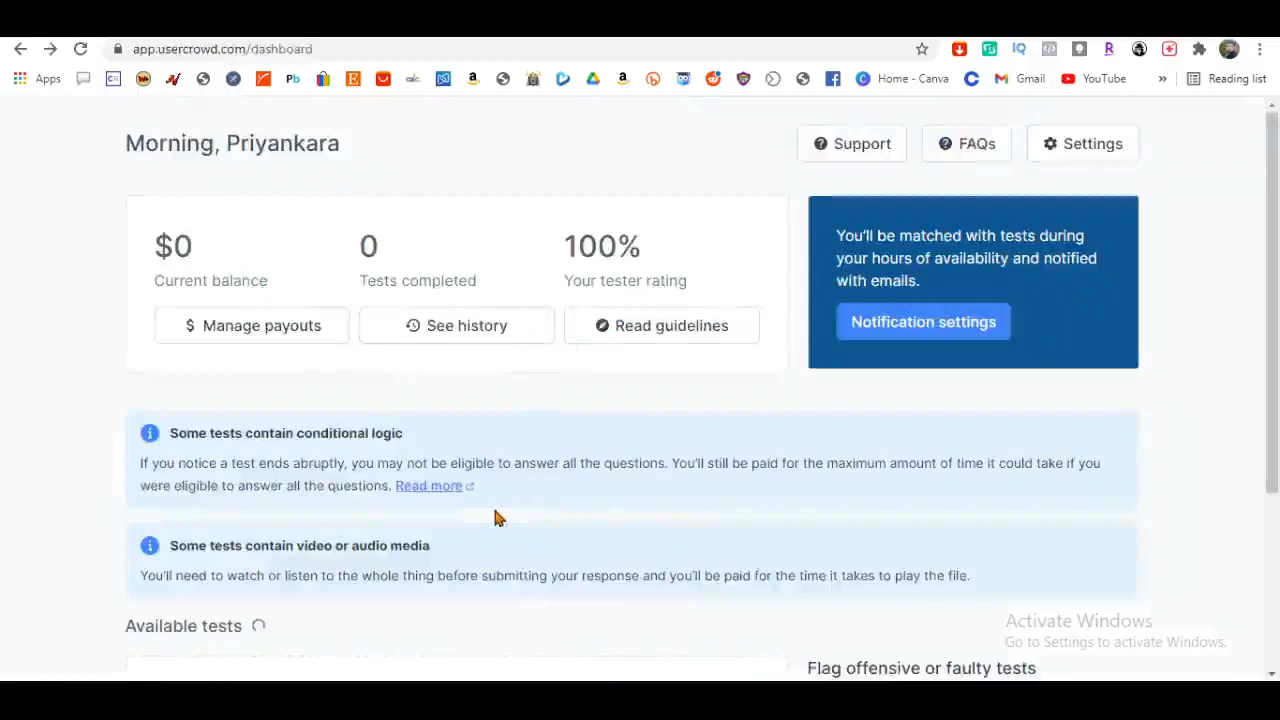 app.usercrowd.com/dashboard
Apps
Pb
calc.
Home - Canva
Gmail
YouTube
»
Reading list
Morning, Priyankara
Support
FAQs
Settings
$0
0
100%
Current balance
Tests completed
Your tester rating
$ Manage payouts
See history
Read guidelines
You'll be matched with tests during
your hours of availability and notified
with emails.
Notification settings
Some tests contain conditional logic
If you notice a test ends abruptly, you may not be eligible to answer all the questions. You'll still be paid for the maximum amount of time it could take if you
were eligible to answer all the questions. Read more
Some tests contain video or audio media
You'll need to watch or listen to the whole thing before submitting your response and you'll be paid for the time it takes to play the file.
Available tests
Activate Windows
Go to Settings to activate Windows.
Flag offensive or faulty tests